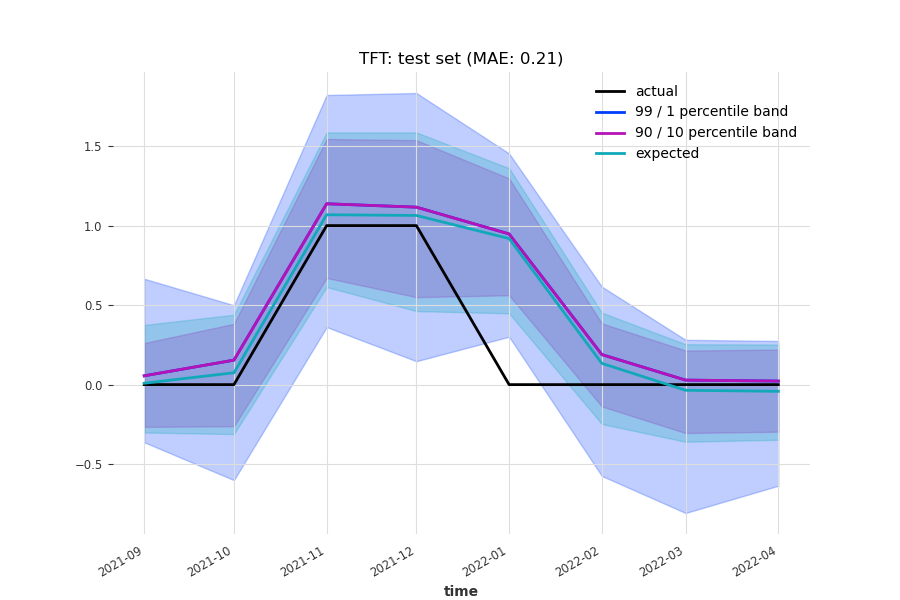 TFT: test set (MAE: 0.21)
actual
99 / 1 percentile band
90 / 10 percentile band
expected
1.5
1.0
0.5
0.0
−0.5
2021-09
2021-10
2021-11
2021-12
2022-01
2022-02
2022-03
2022-04
time